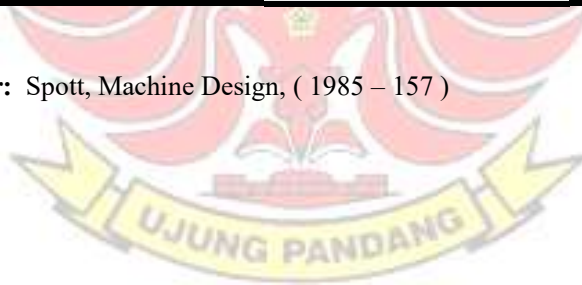 r: Spott, Machine Design, ( 1985 – 157 )
UJUNG PANDANG